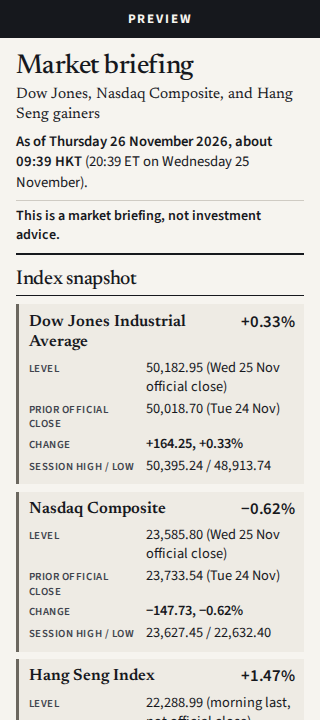 PREVIEW
Market briefing
Dow Jones, Nasdaq Composite, and Hang
Seng gainers
As of Thursday 26 November 2026, about
09:39 HKT (20:39 ET on Wednesday 25
November).
This is a market briefing, not investment
advice.
Index snapshot
Dow Jones Industrial
Average
+0.33%
LEVEL
50,182.95 (Wed 25 Nov
official close)
PRIOR OFFICIAL
CLOSE
50,018.70 (Tue 24 Nov)
CHANGE
+164.25, +0.33%
SESSION HIGH / LOW
50,395.24 / 48,913.74
Nasdaq Composite
−0.62%
LEVEL
23,585.80 (Wed 25 Nov
official close)
PRIOR OFFICIAL
CLOSE
23,733.54 (Tue 24 Nov)
CHANGE
−147.73, −0.62%
SESSION HIGH / LOW
23,627.45 / 22,632.40
Hang Seng Index
+1.47%
LEVEL
22,288.99 (morning last,
not official close)